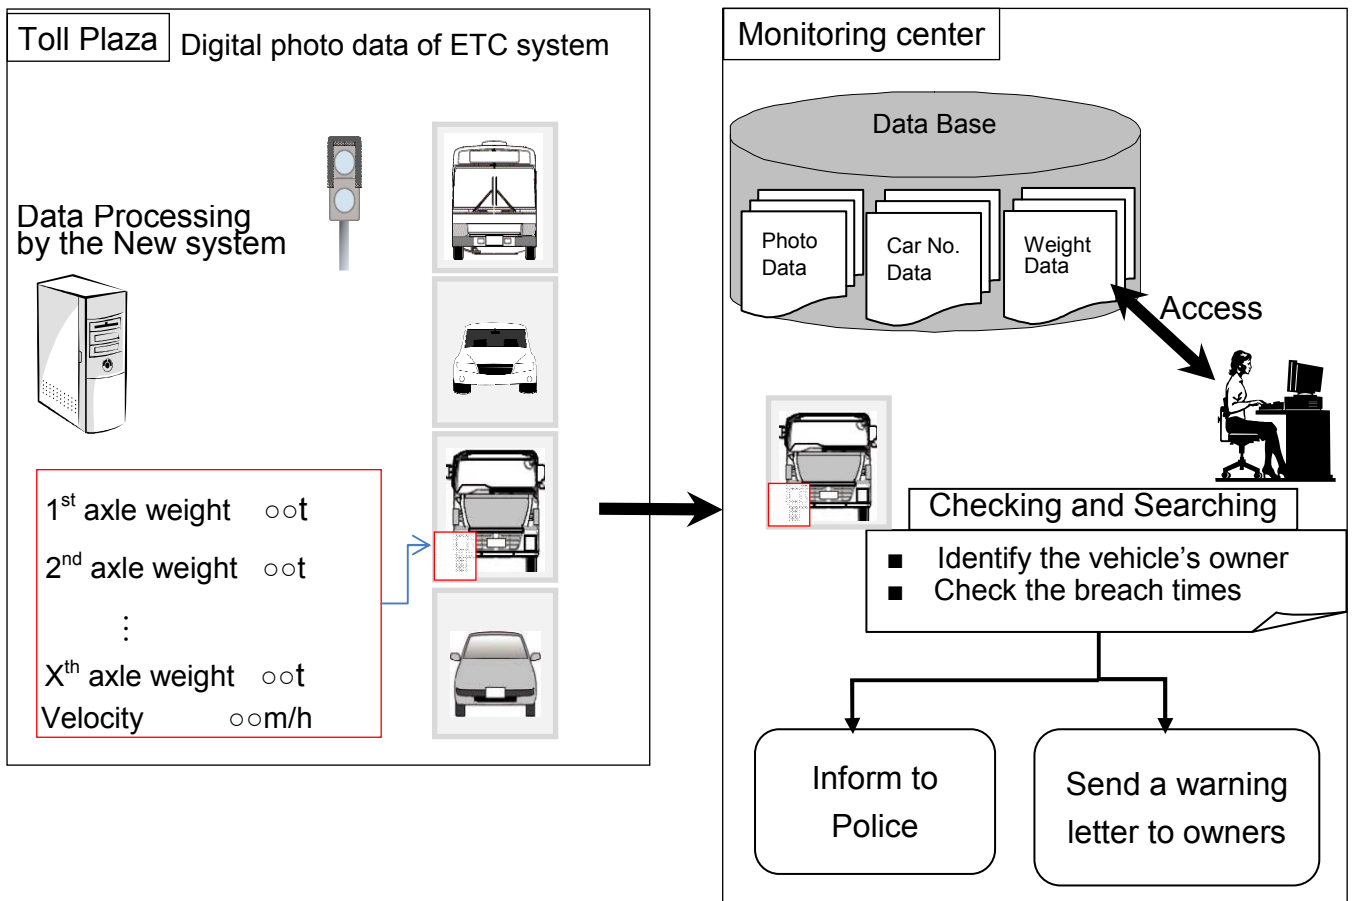 Toll Plaza
Digital photo data of ETC system
Data Processing
by the New system
1st axle weight ○○t
2nd axle weight ○○t
⋮
Xth axle weight ○○t
Velocity ○○m/h
Monitoring center
Data Base
Photo
Data
Car No.
Data
Weight
Data
Access
Checking and Searching
■ Identify the vehicle's owner
■ Check the breach times
Inform to
Police
Send a warning
letter to owners